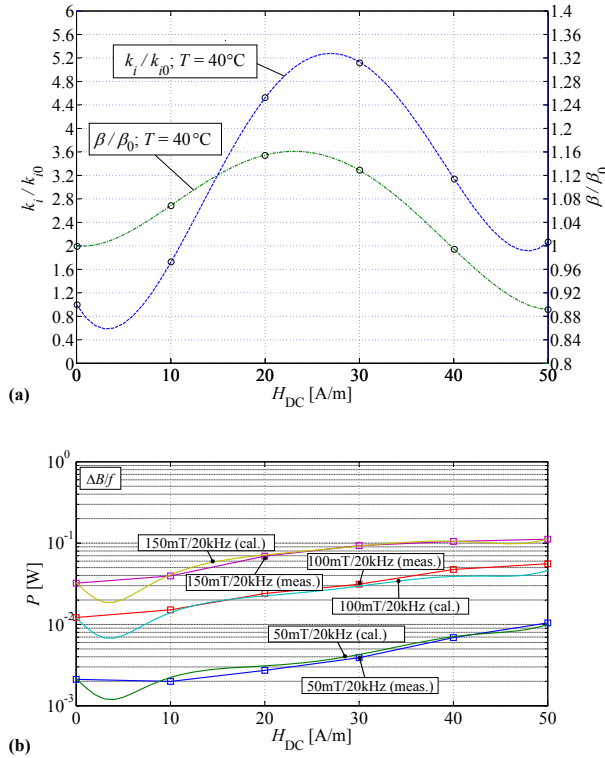 6
5.6
5.2
4.8
4.4
4
3.6
3.2
2.8
2.4
2
1.6
1.2
0.8
0.4
0
k_i / k_i0
k_i / k_i0; T = 40°C
β / β_0; T = 40°C
1.4
1.36
1.32
1.28
1.24
1.20
1.16
1.12
1.08
1.04
1
0.96
0.92
0.88
0.84
0.8
β / β_0
0 10 20 30 40 50
H_DC [A/m]
(a)
10^0
10^-1
10^-2
10^-3
P [W]
ΔB/f
150mT/20kHz (cal.)
100mT/20kHz (meas.)
150mT/20kHz (meas.)
100mT/20kHz (cal.)
50mT/20kHz (cal.)
50mT/20kHz (meas.)
0 10 20 30 40 50
H_DC [A/m]
(b)